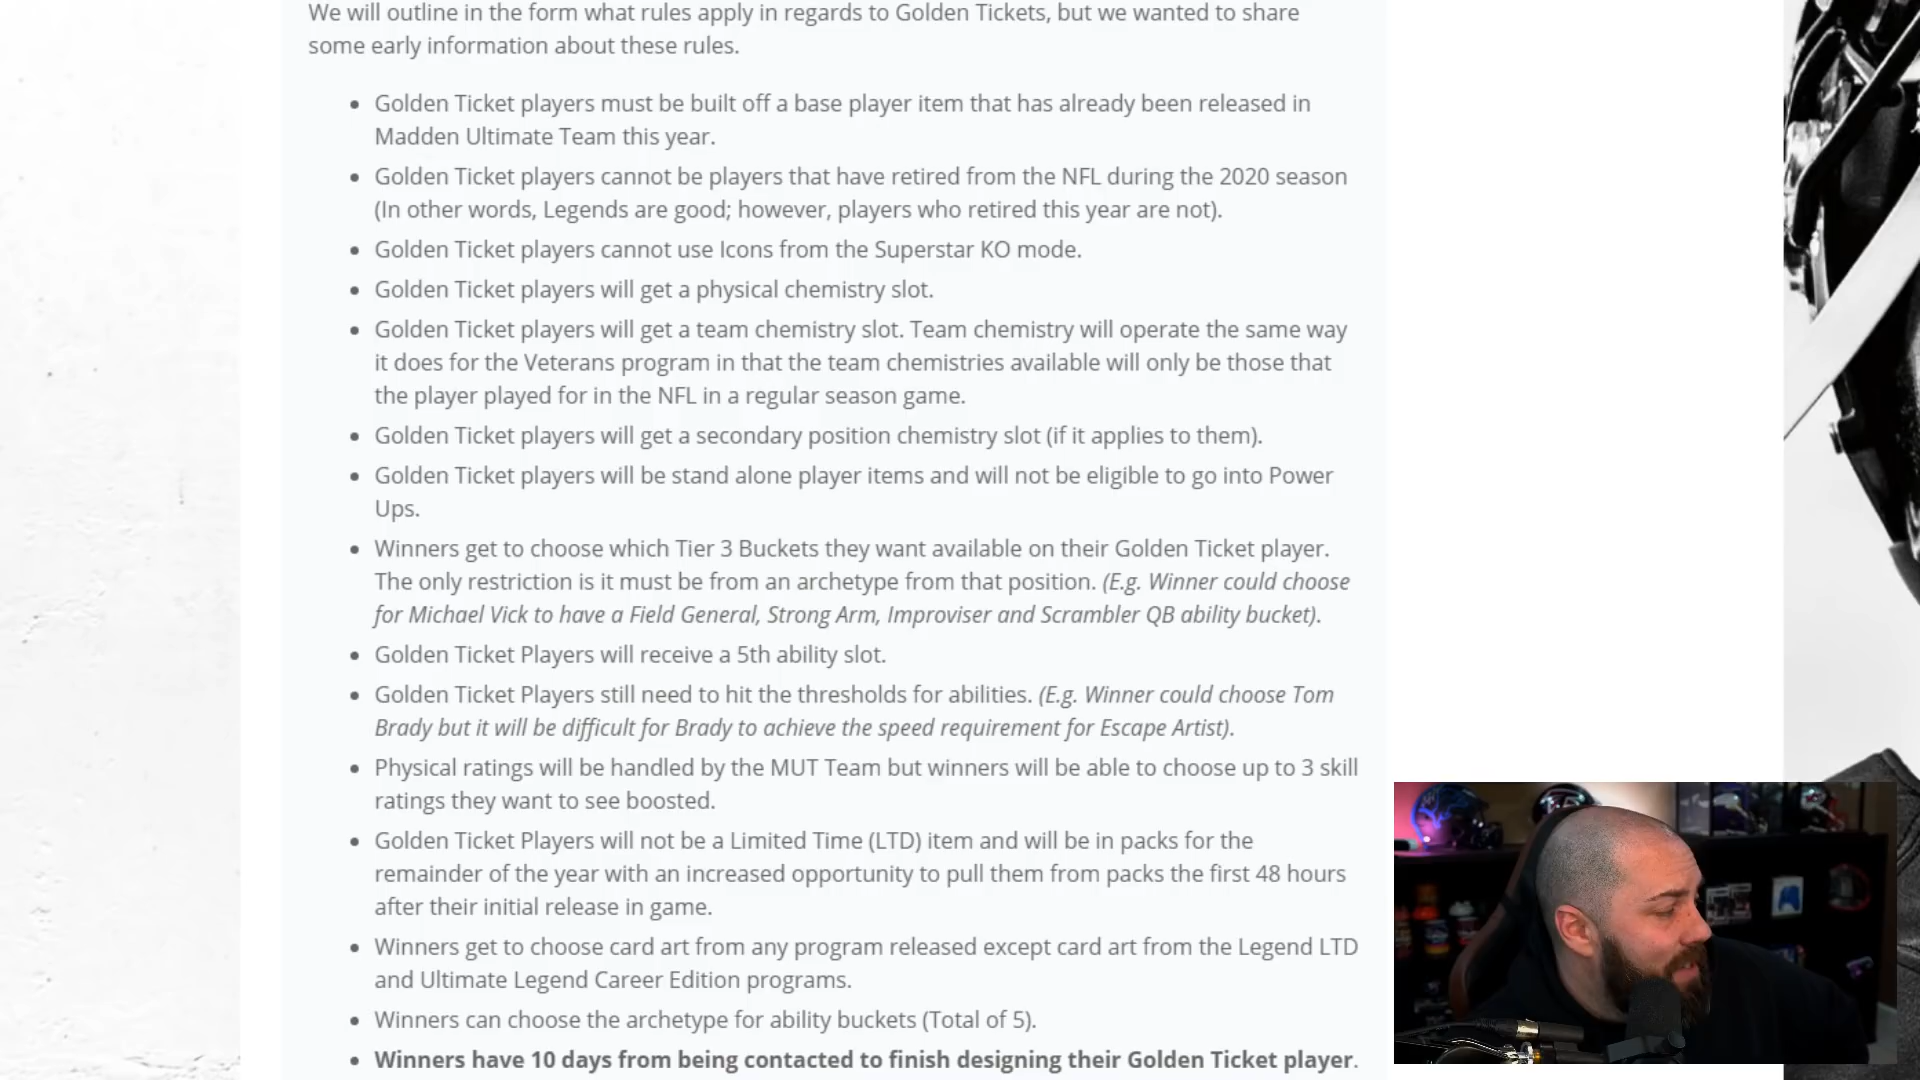 We will outline in the form what rules apply in regards to Golden Tickets, but we wanted to share
some early information about these rules.
Golden Ticket players must be built off a base player item that has already been released in
Madden Ultimate Team this year.
Golden Ticket players cannot be players that have retired from the NFL during the 2020 season
(In other words, Legends are good; however, players who retired this year are not).
Golden Ticket players cannot use Icons from the Superstar KO mode.
Golden Ticket players will get a physical chemistry slot.
Golden Ticket players will get a team chemistry slot. Team chemistry will operate the same way
it does for the Veterans program in that the team chemistries available will only be those that
the player played for in the NFL in a regular season game.
Golden Ticket players will get a secondary position chemistry slot (if it applies to them).
Golden Ticket players will be stand alone player items and will not be eligible to go into Power
Ups.
Winners get to choose which Tier 3 Buckets they want available on their Golden Ticket player.
The only restriction is it must be from an archetype from that position. (E.g. Winner could choose
for Michael Vick to have a Field General, Strong Arm, Improviser and Scrambler QB ability bucket).
Golden Ticket Players will receive a 5th ability slot.
Golden Ticket Players still need to hit the thresholds for abilities. (E.g. Winner could choose Tom
Brady but it will be difficult for Brady to achieve the speed requirement for Escape Artist).
Physical ratings will be handled by the MUT Team but winners will be able to choose up to 3 skill
ratings they want to see boosted.
Golden Ticket Players will not be a Limited Time (LTD) item and will be in packs for the
remainder of the year with an increased opportunity to pull them from packs the first 48 hours
after their initial release in game.
Winners get to choose card art from any program released except card art from the Legend LTD
and Ultimate Legend Career Edition programs.
Winners can choose the archetype for ability buckets (Total of 5).
Winners have 10 days from being contacted to finish designing their Golden Ticket player.